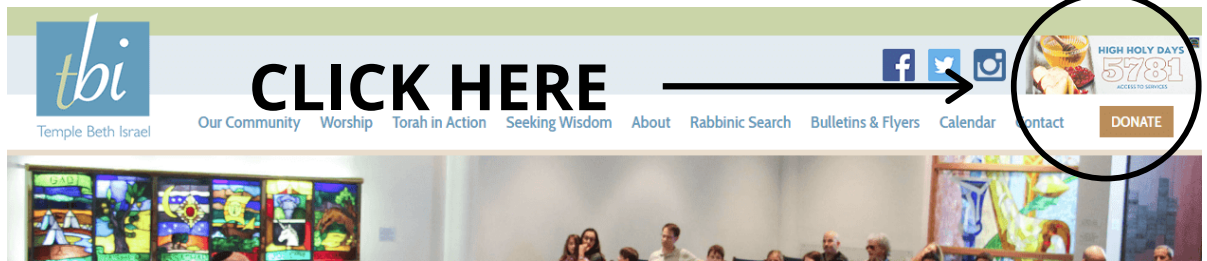 tbi
Temple Beth Israel
CLICK HERE
HIGH HOLY DAYS
5781
ACCESS TO SERVICES
Our Community Worship Torah in Action Seeking Wisdom About Rabbinic Search Bulletins & Flyers Calendar Contact DONATE
GAD